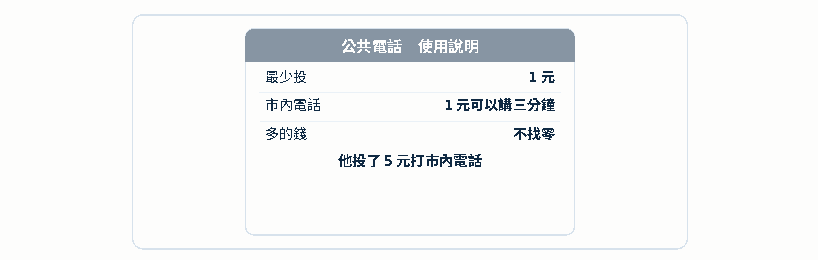 公共電話　使用說明
最少投 1 元
市內電話 1 元可以講三分鐘
多的錢 不找零
他投了 5 元打市內電話